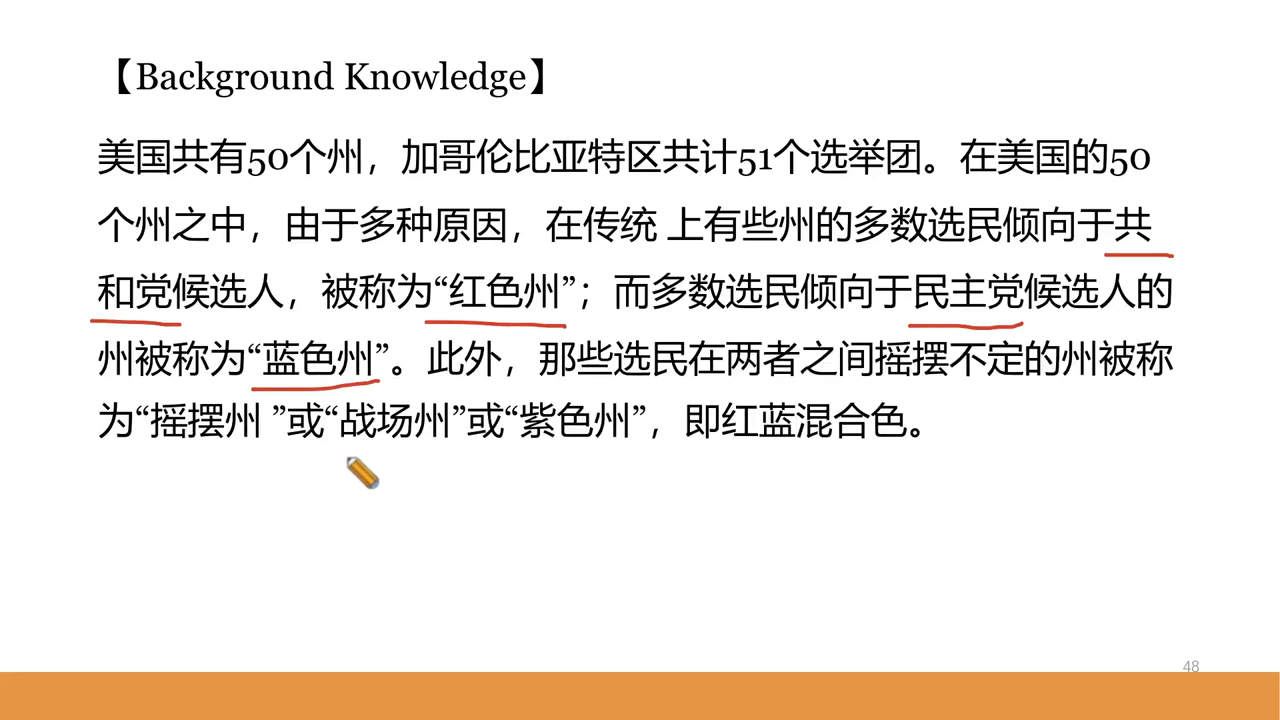 【Background Knowledge】
美国共有50个州，加哥伦比亚特区共计51个选举团。在美国的50
个州之中，由于多种原因，在传统 上有些州的多数选民倾向于共
和党候选人，被称为“红色州”；而多数选民倾向于民主党候选人的
州被称为“蓝色州”。此外，那些选民在两者之间摇摆不定的州被称
为“摇摆州 ”或“战场州”或“紫色州”，即红蓝混合色。
48